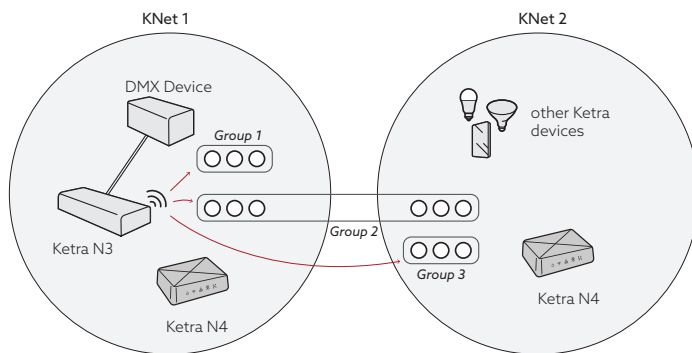 KNet 1
KNet 2
DMX Device
Group 1
other Ketra
devices
Group 2
Ketra N3
Group 3
Ketra N4
Ketra N4